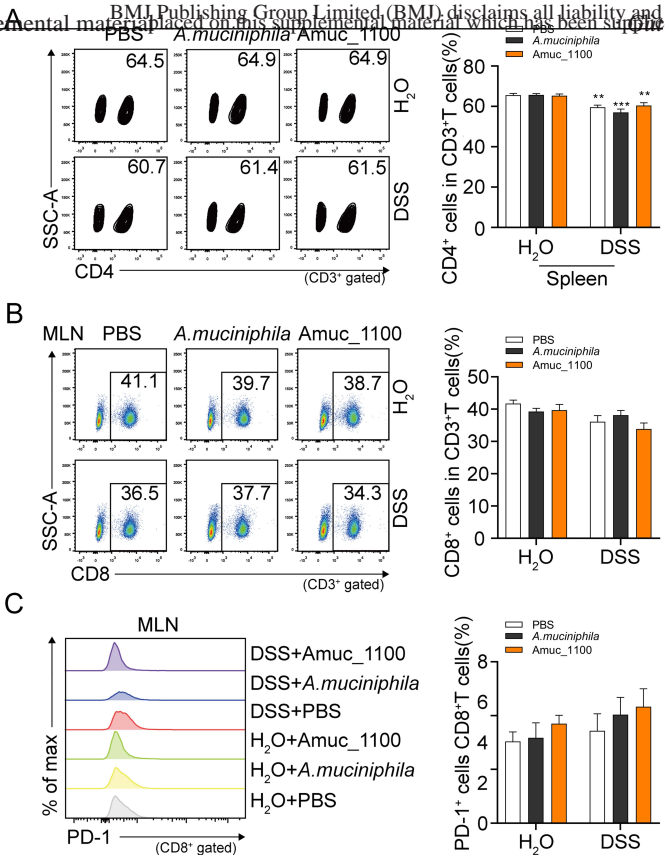 BMJ Publishing Group Limited (BMJ) disclaims all liability and
placed on this supplemental material which has been
A
PBS A.muciniphila Amuc_1100
64.5 64.9 64.9
H2O
60.7 61.4 61.5
DSS
SSC-A
CD4
(CD3+ gated)
PBS
A.muciniphila
Amuc_1100
CD4+ cells in CD3+T cells(%)
80
60
40
20
0
** *** **
H2O DSS
Spleen
B
MLN PBS A.muciniphila Amuc_1100
41.1 39.7 38.7
H2O
36.5 37.7 34.3
DSS
SSC-A
CD8
(CD3+ gated)
PBS
A.muciniphila
Amuc_1100
CD8+ cells in CD3+T cells(%)
50
40
30
20
10
0
H2O DSS
C
MLN
DSS+Amuc_1100
DSS+A.muciniphila
DSS+PBS
H2O+Amuc_1100
H2O+A.muciniphila
H2O+PBS
% of max
PD-1
(CD8+ gated)
PBS
A.muciniphila
Amuc_1100
PD-1+ cells CD8+T cells(%)
8
6
4
2
0
H2O DSS